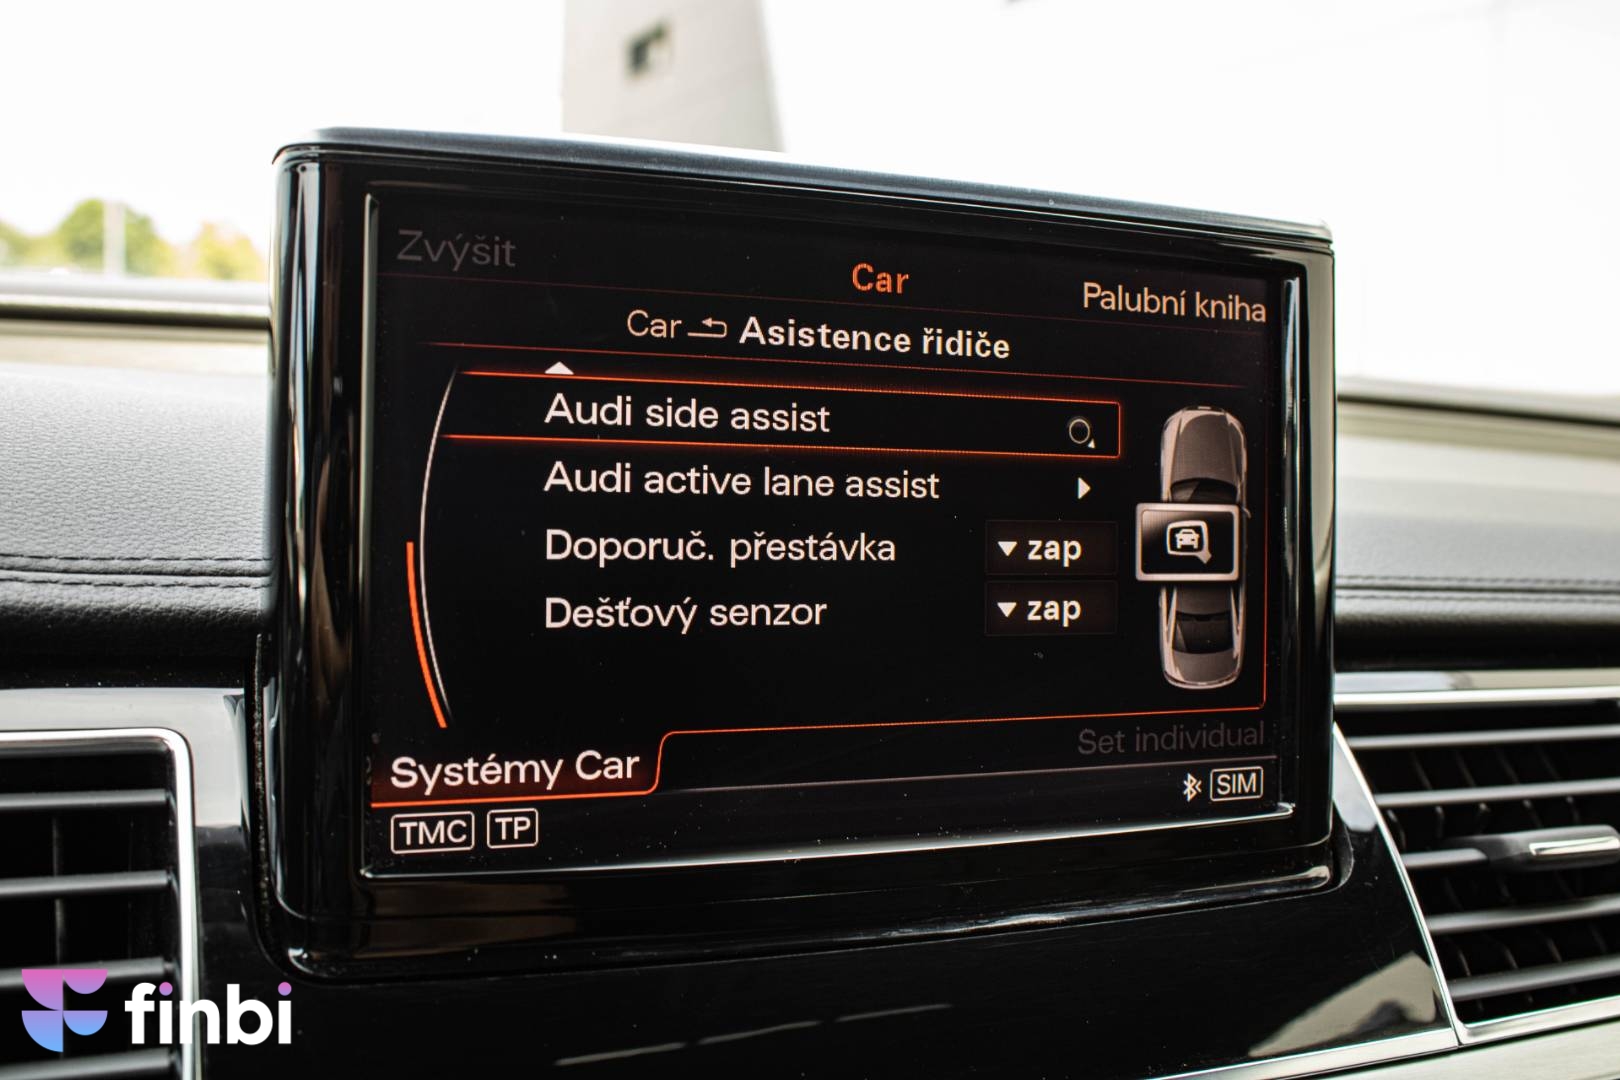 Zvýšit
Car
Palubní kniha
Car Asistence řidiče
Audi side assist
Audi active lane assist
Doporuč. přestávka zap
Dešťový senzor zap
Set individual
Systémy Car
SIM
TMC TP
finbi